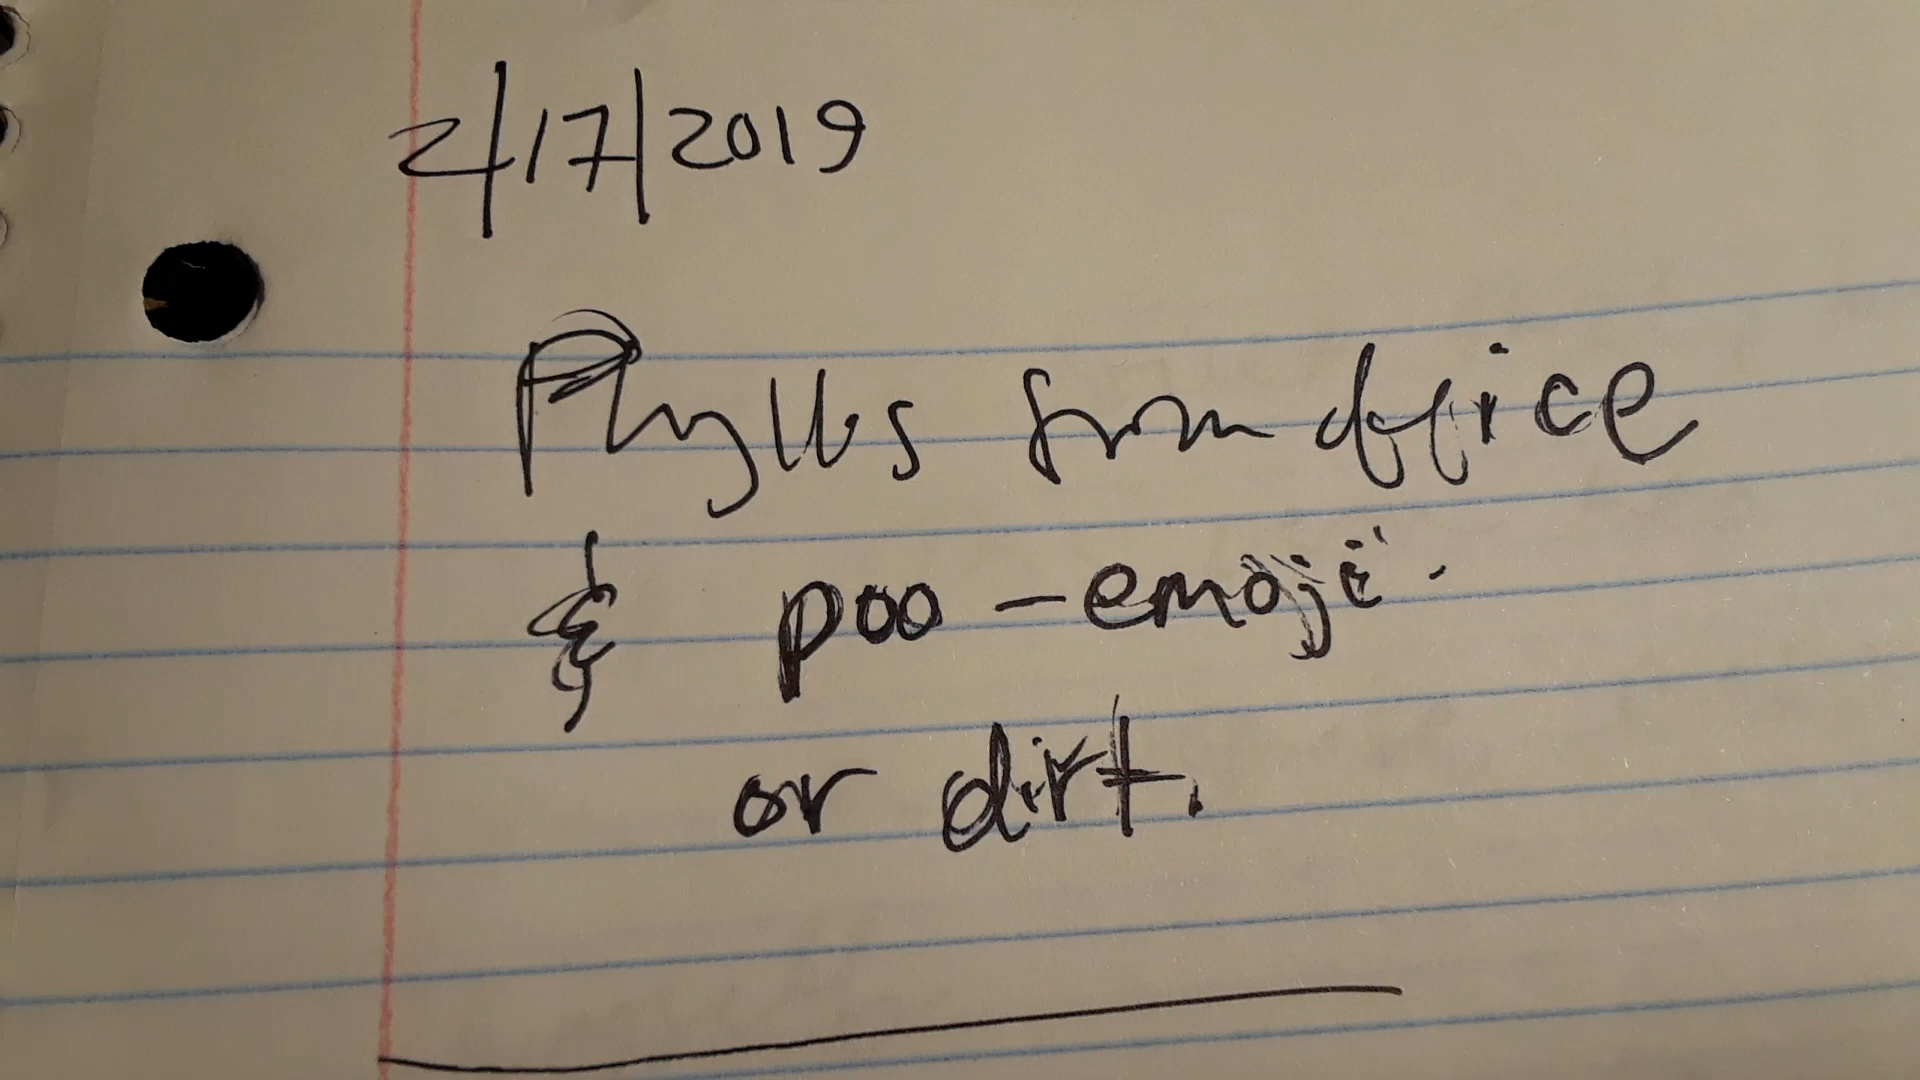 2/17/2019
Phyllis from office
& poo-emoji.
or dirt.